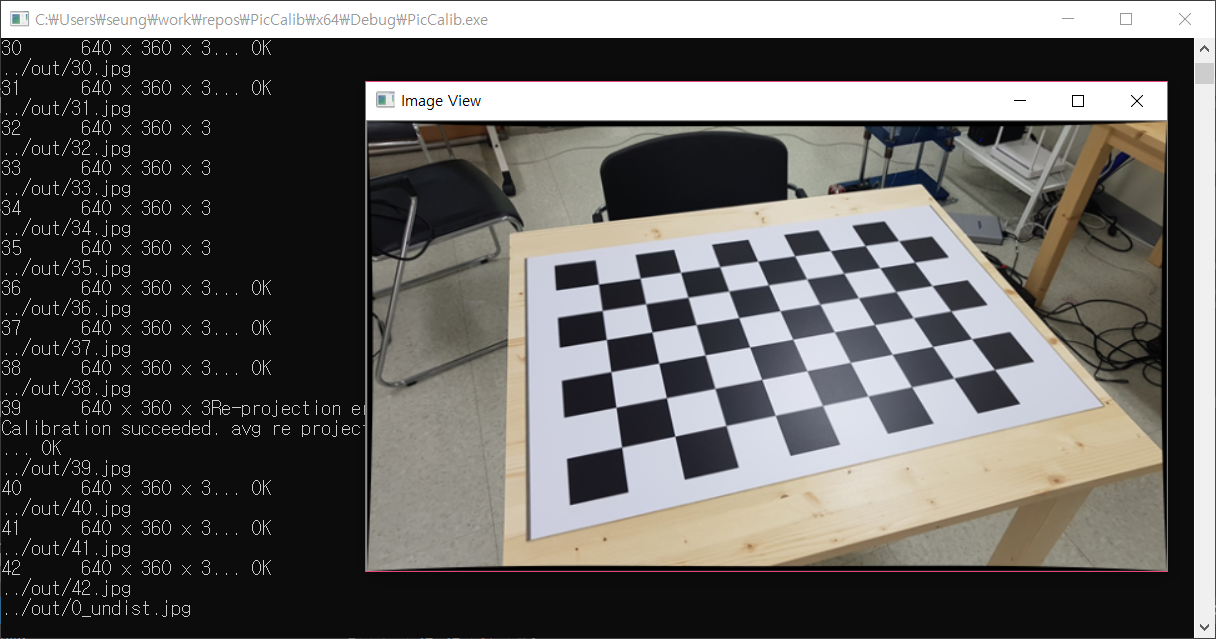 C:₩Users₩seung₩work₩repos₩PicCalib₩x64₩Debug₩PicCalib.exe
30 640 x 360 x 3... OK
../out/30.jpg
31 640 x 360 x 3... OK
../out/31.jpg
32 640 x 360 x 3
../out/32.jpg
33 640 x 360 x 3
../out/33.jpg
34 640 x 360 x 3
../out/34.jpg
35 640 x 360 x 3
../out/35.jpg
36 640 x 360 x 3... OK
../out/36.jpg
37 640 x 360 x 3... OK
../out/37.jpg
38 640 x 360 x 3... OK
../out/38.jpg
39 640 x 360 x 3Re-projection er
Calibration succeeded. avg re project
... OK
../out/39.jpg
40 640 x 360 x 3... OK
../out/40.jpg
41 640 x 360 x 3... OK
../out/41.jpg
42 640 x 360 x 3... OK
../out/42.jpg
../out/0_undist.jpg
Image View